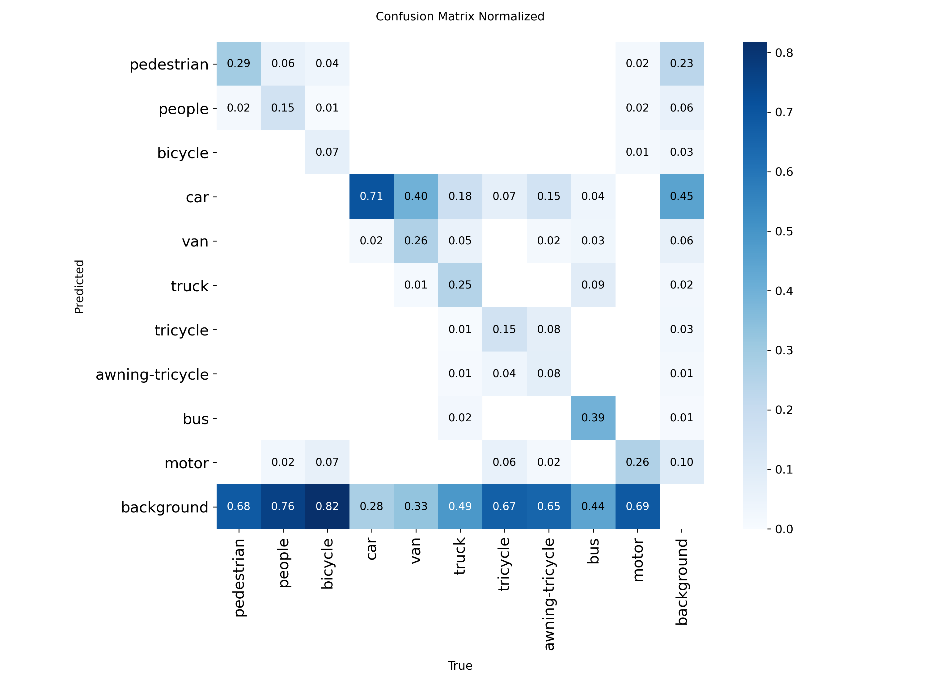 Confusion Matrix Normalized
pedestrian 0.29 0.06 0.04 0.02 0.23
people 0.02 0.15 0.01 0.02 0.06
bicycle 0.07 0.01 0.03
car 0.71 0.40 0.18 0.07 0.15 0.04 0.45
van 0.02 0.26 0.05 0.02 0.03 0.06
truck 0.01 0.25 0.09 0.02
tricycle 0.01 0.15 0.08 0.03
awning-tricycle 0.01 0.04 0.08 0.01
bus 0.02 0.39 0.01
motor 0.02 0.07 0.06 0.02 0.26 0.10
background 0.68 0.76 0.82 0.28 0.33 0.49 0.67 0.65 0.44 0.69
Predicted
pedestrian
people
bicycle
car
van
truck
tricycle
awning-tricycle
bus
motor
background
True
0.8
0.7
0.6
0.5
0.4
0.3
0.2
0.1
0.0